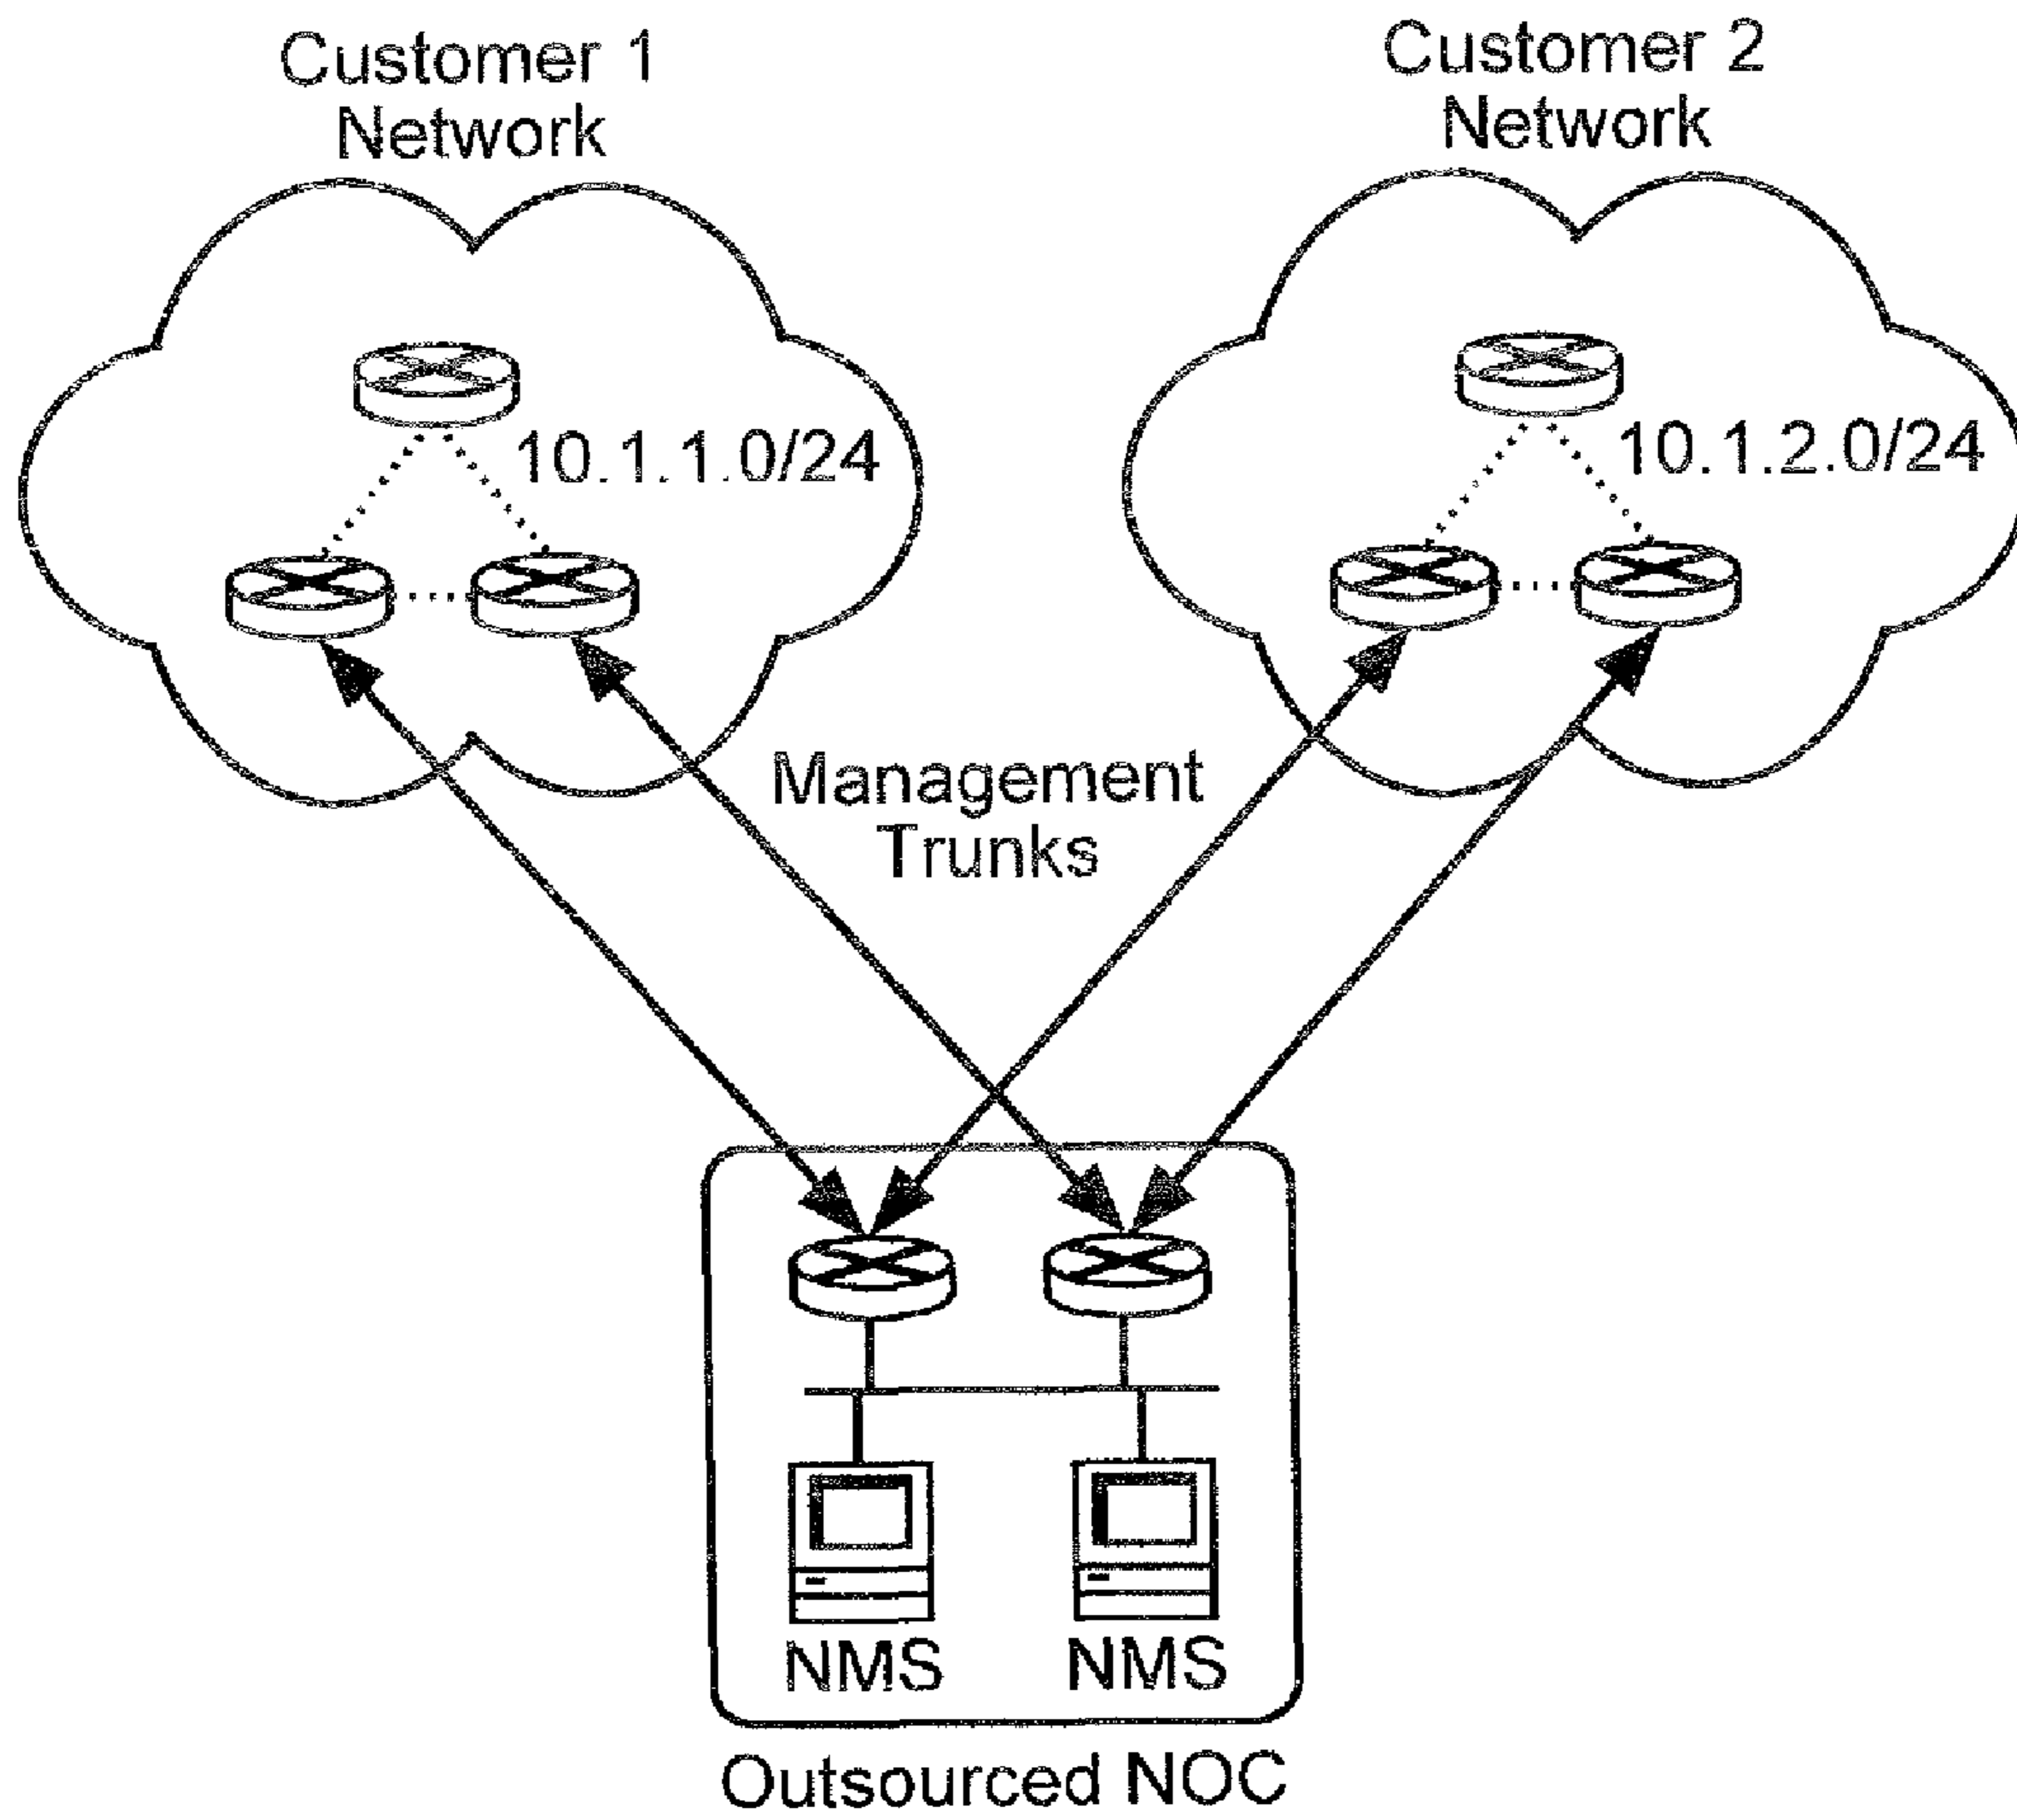 Customer 1
Network
Customer 2
Network
10.1.1.0/24
10.1.2.0/24
Management
Trunks
NMS
NMS
Outsourced NOC